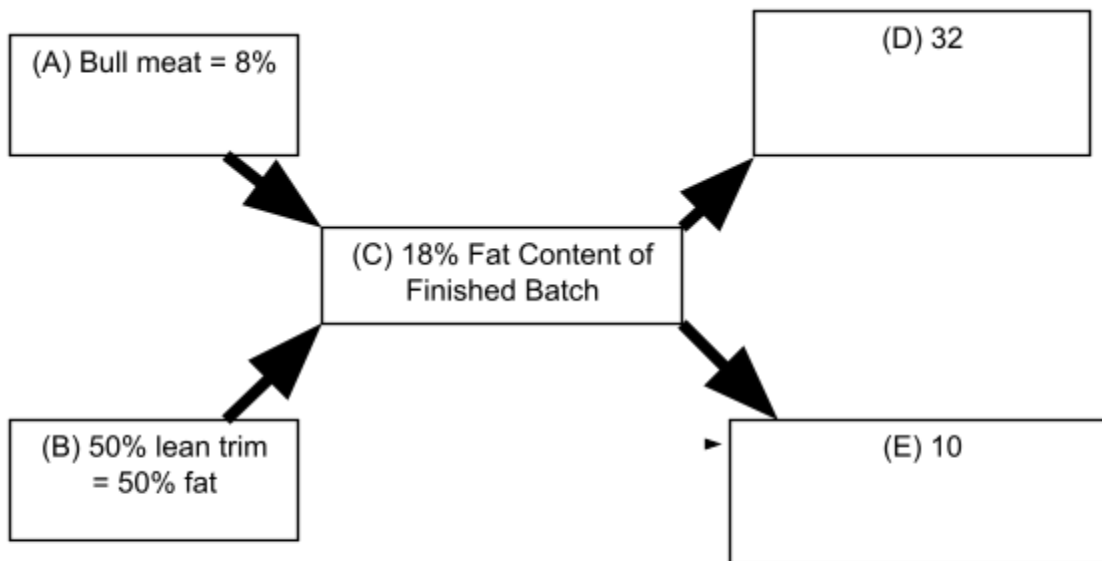 (A) Bull meat = 8%
(D) 32
(C) 18% Fat Content of
Finished Batch
(B) 50% lean trim
= 50% fat
(E) 10